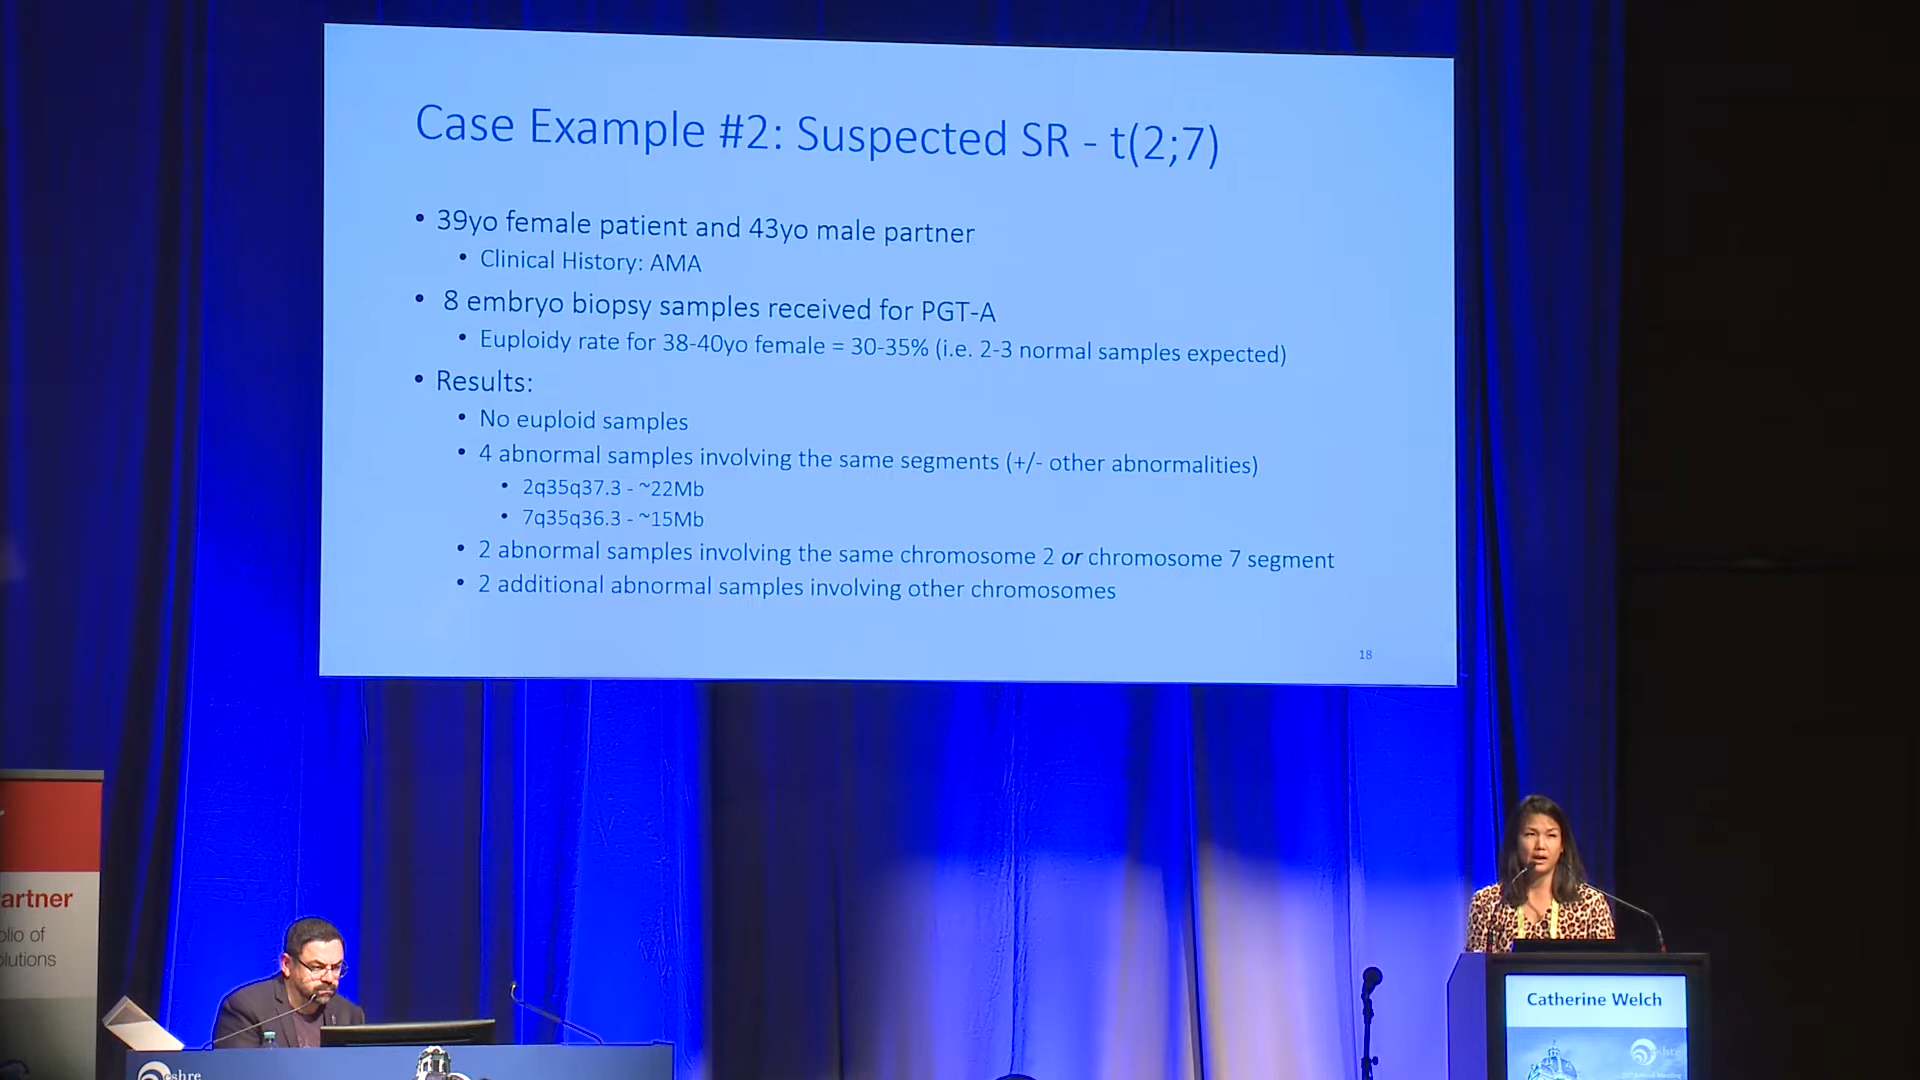 Case Example #2: Suspected SR - t(2;7)
• 39yo female patient and 43yo male partner
• Clinical History: AMA
• 8 embryo biopsy samples received for PGT-A
• Euploidy rate for 38-40yo female = 30-35% (i.e. 2-3 normal samples expected)
• Results:
• No euploid samples
• 4 abnormal samples involving the same segments (+/- other abnormalities)
• 2q35q37.3 - ~22Mb
• 7q35q36.3 - ~15Mb
• 2 abnormal samples involving the same chromosome 2 or chromosome 7 segment
• 2 additional abnormal samples involving other chromosomes
18
artner
olio of
olutions
Catherine Welch
eshre